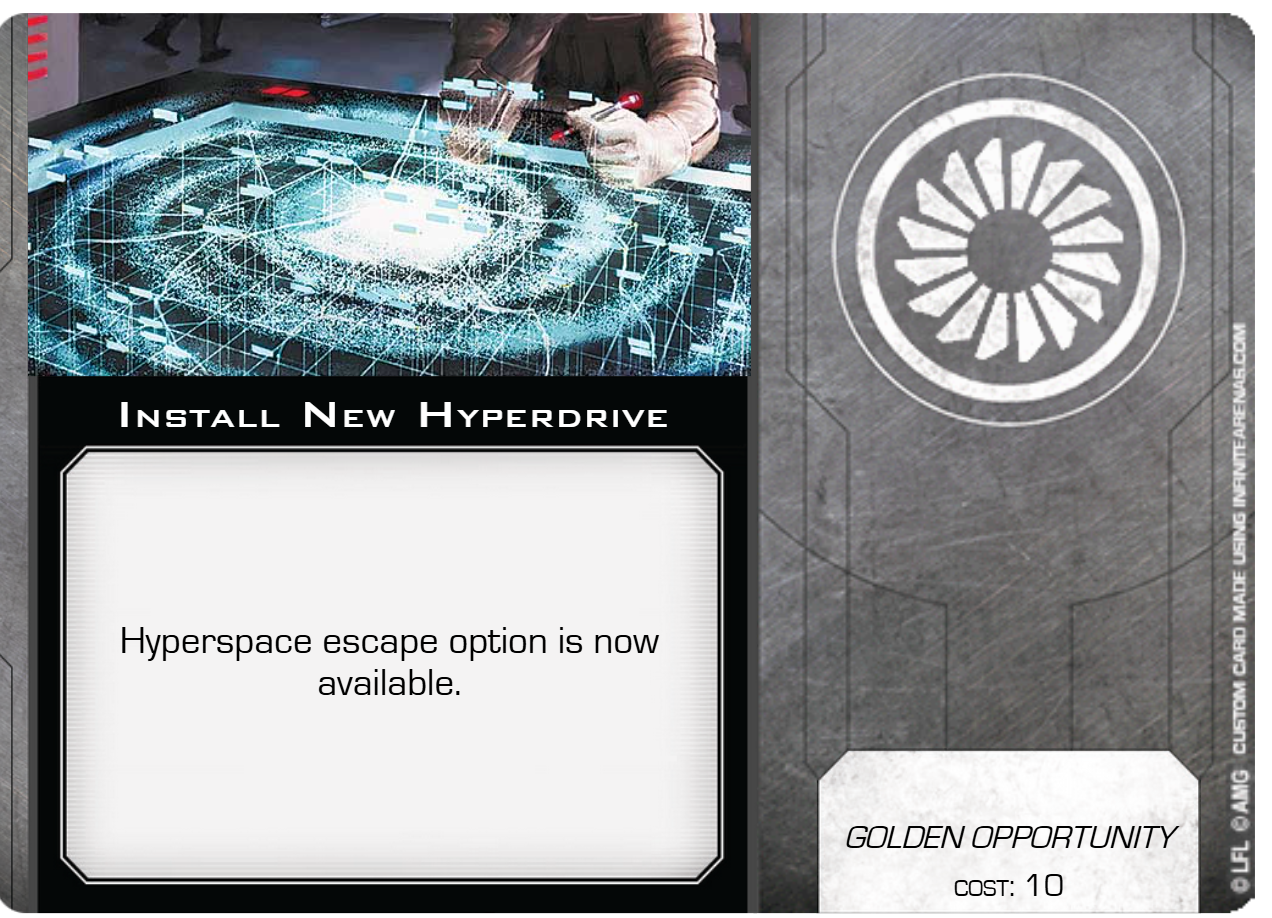 Install New Hyperdrive
Hyperspace escape option is now
available.
GOLDEN OPPORTUNITY
COST: 10
© LFL © AMG CUSTOM CARD MADE USING INFINITEARENAS.COM